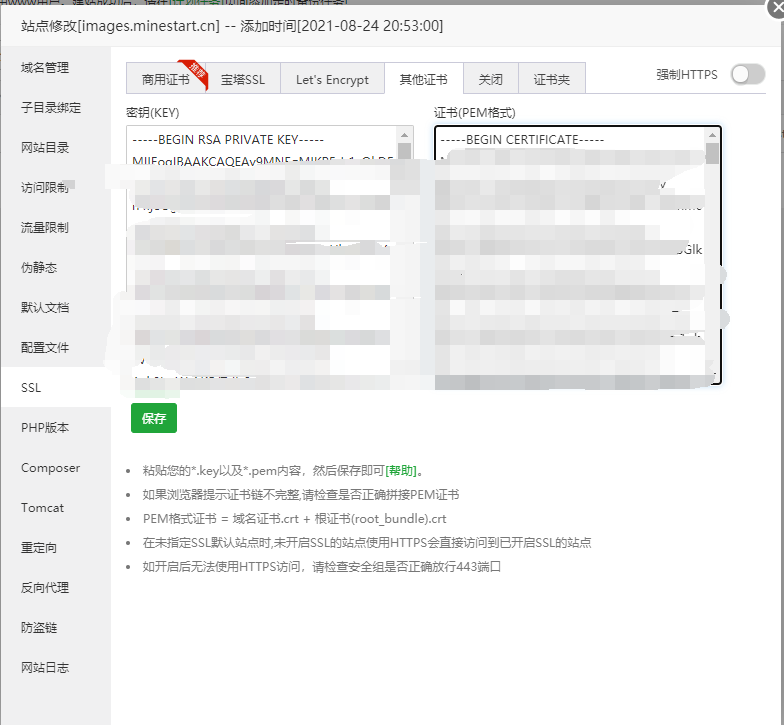 站点修改[images.minestart.cn] -- 添加时间[2021-08-24 20:53:00]
域名管理
子目录绑定
网站目录
访问限制
流量限制
伪静态
默认文档
配置文件
SSL
PHP版本
Composer
Tomcat
重定向
反向代理
防盗链
网站日志
商用证书
推荐
宝塔SSL
Let's Encrypt
其他证书
关闭
证书夹
强制HTTPS
密钥(KEY)
证书(PEM格式)
-----BEGIN RSA PRIVATE KEY-----
-----BEGIN CERTIFICATE-----
保存
粘贴您的*.key以及*.pem内容，然后保存即可[帮助]。
如果浏览器提示证书链不完整,请检查是否正确拼接PEM证书
PEM格式证书 = 域名证书.crt + 根证书(root_bundle).crt
在未指定SSL默认站点时,未开启SSL的站点使用HTTPS会直接访问到已开启SSL的站点
如开启后无法使用HTTPS访问，请检查安全组是否正确放行443端口